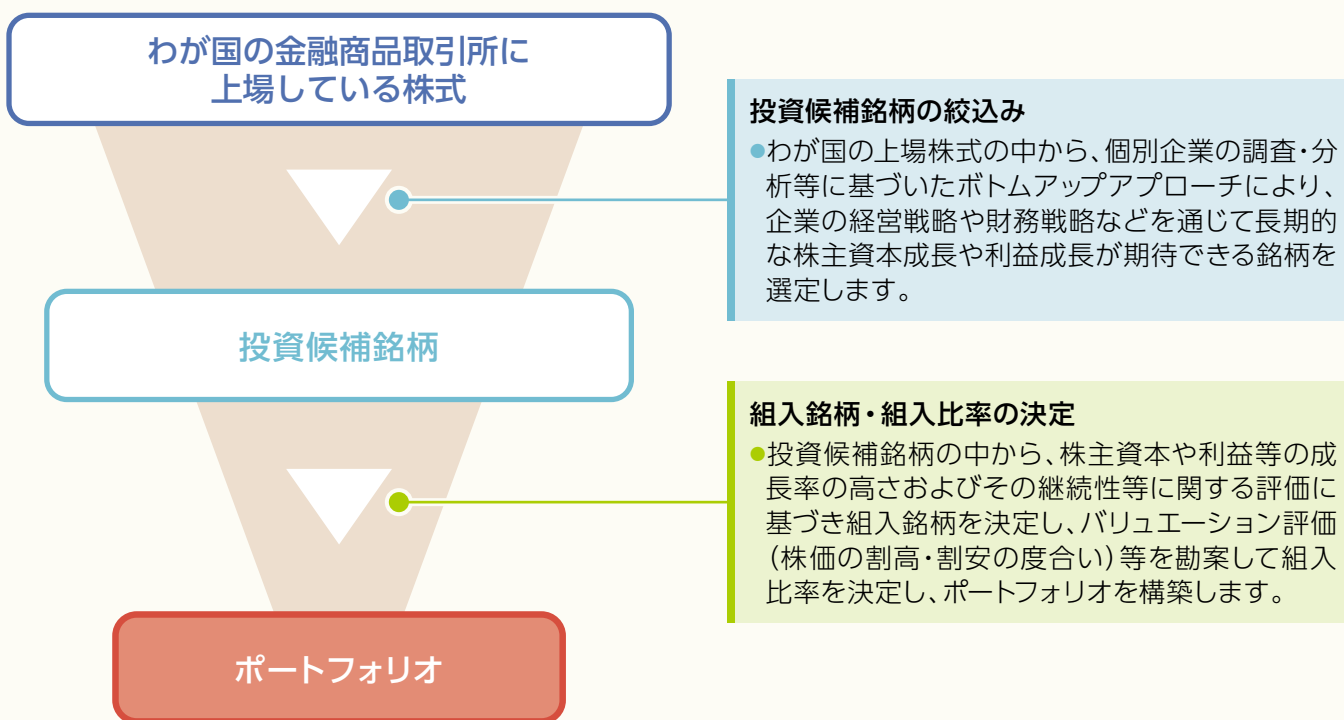 わが国の金融商品取引所に
上場している株式
投資候補銘柄の絞込み
●わが国の上場株式の中から、個別企業の調査・分
析等に基づいたボトムアップアプローチにより、
企業の経営戦略や財務戦略などを通じて長期的
な株主資本成長や利益成長が期待できる銘柄を
選定します。
投資候補銘柄
組入銘柄・組入比率の決定
●投資候補銘柄の中から、株主資本や利益等の成
長率の高さおよびその継続性等に関する評価に
基づき組入銘柄を決定し、バリュエーション評価
（株価の割高・割安の度合い）等を勘案して組入
比率を決定し、ポートフォリオを構築します。
ポートフォリオ